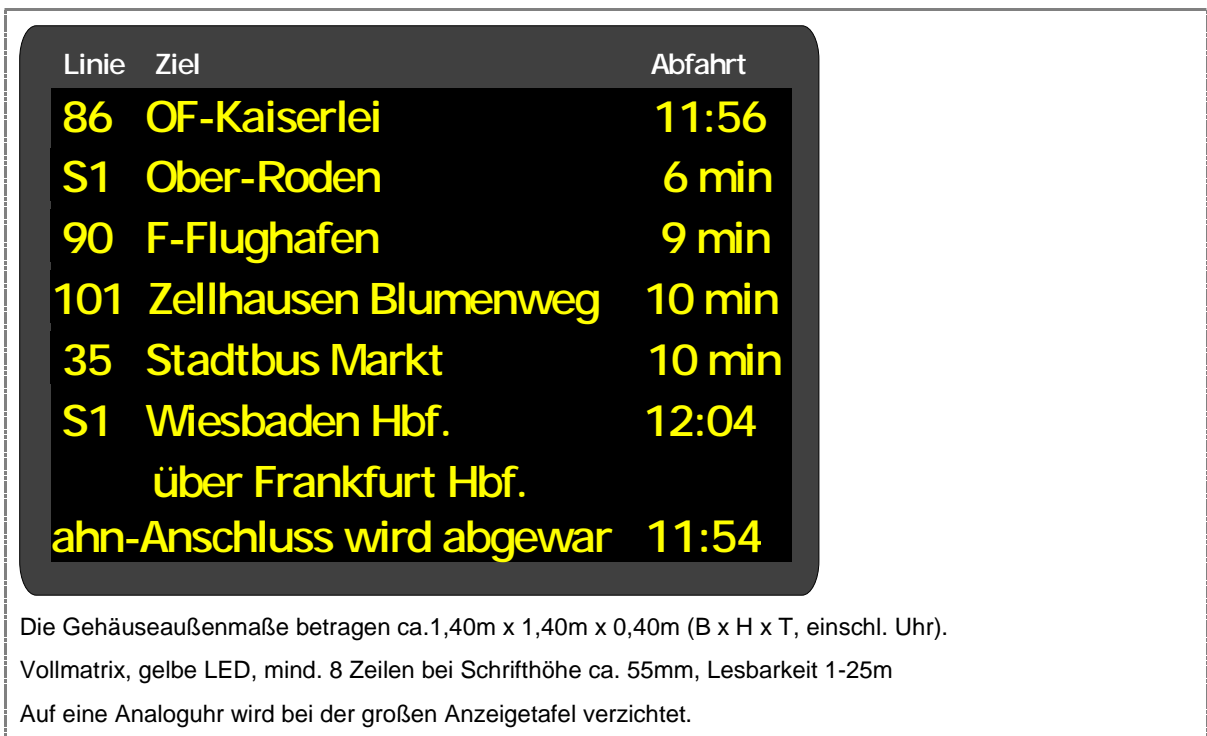 Linie Ziel Abfahrt
86 OF-Kaiserlei 11:56
S1 Ober-Roden 6 min
90 F-Flughafen 9 min
101 Zellhausen Blumenweg 10 min
35 Stadtbus Markt 10 min
S1 Wiesbaden Hbf. 12:04
über Frankfurt Hbf.
ahn-Anschluss wird abgewar 11:54
Die Gehäuseaußenmaße betragen ca.1,40m x 1,40m x 0,40m (B x H x T, einschl. Uhr).
Vollmatrix, gelbe LED, mind. 8 Zeilen bei Schrifthöhe ca. 55mm, Lesbarkeit 1-25m
Auf eine Analoguhr wird bei der großen Anzeigetafel verzichtet.